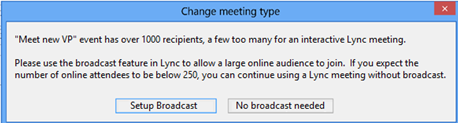 Change meeting type
"Meet new VP" event has over 1000 recipients, a few too many for an interactive Lync meeting.
Please use the broadcast feature in Lync to allow a large online audience to join. If you expect the
number of online attendees to be below 250, you can continue using a Lync meeting without broadcast.
Setup Broadcast No broadcast needed